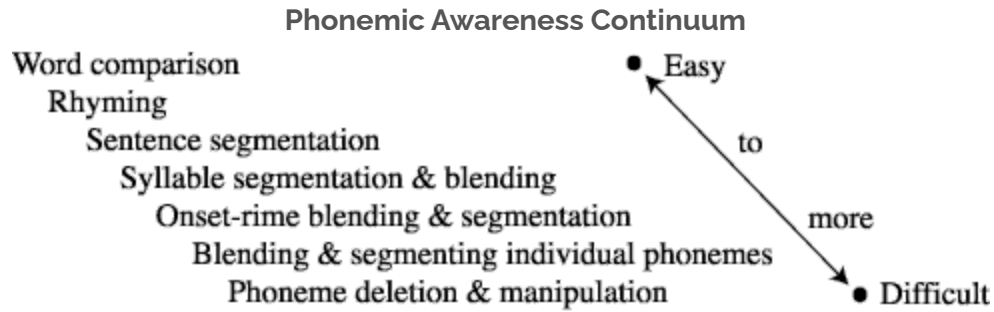 Phonemic Awareness Continuum
Word comparison
Easy
Rhyming
Sentence segmentation
to
Syllable segmentation & blending
Onset-rime blending & segmentation
more
Blending & segmenting individual phonemes
Phoneme deletion & manipulation
Difficult